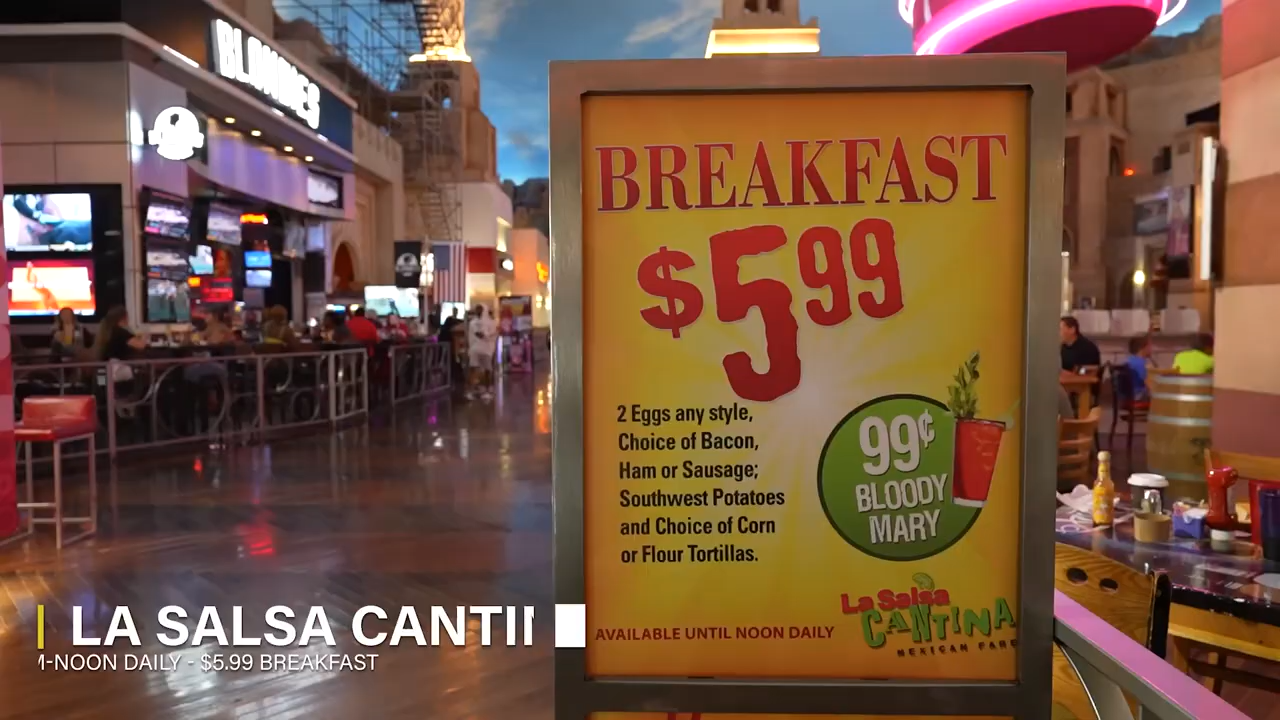 BLONDIES
BREAKFAST
$5.99
2 Eggs any style,
Choice of Bacon,
Ham or Sausage;
Southwest Potatoes
and Choice of Corn
or Flour Tortillas.
99¢
BLOODY
MARY
AVAILABLE UNTIL NOON DAILY
La Salsa
CANTINA
MEXICAN FARE
LA SALSA CANTI
-NOON DAILY - $5.99 BREAKFAST